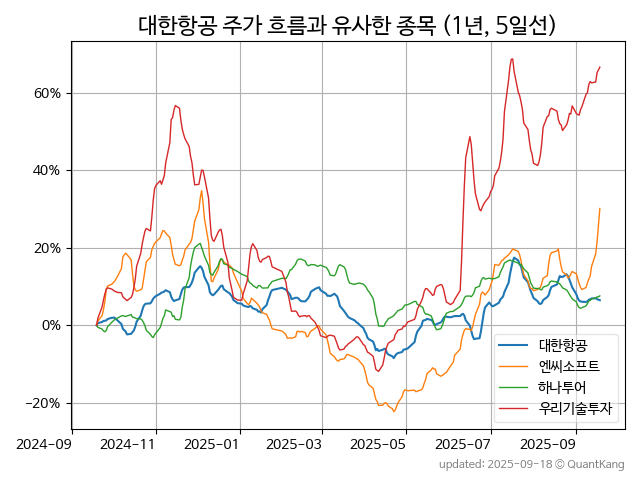 대한항공 주가 흐름과 유사한 종목 (1년, 5일선)
60%
40%
20%
0%
−20%
대한항공
엔씨소프트
하나투어
우리기술투자
2024-09
2024-11
2025-01
2025-03
2025-05
2025-07
2025-09
updated: 2025-09-18 © QuantKang